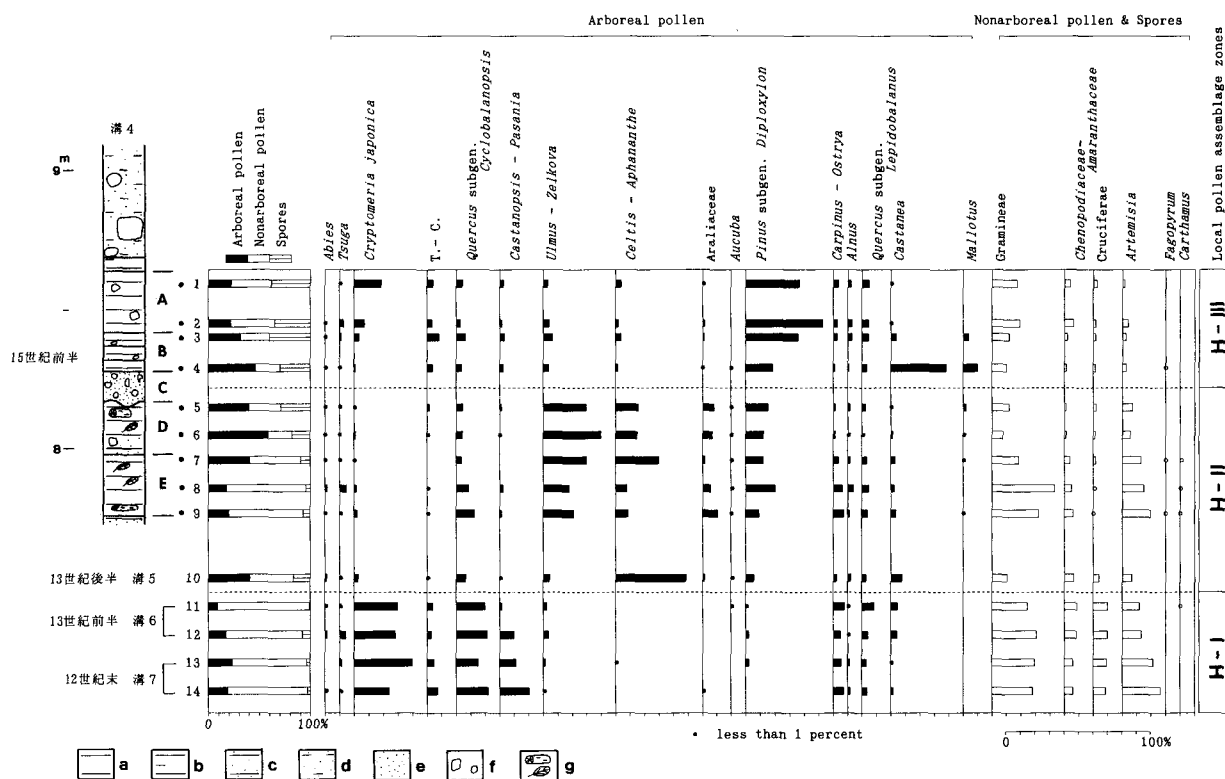 Arboreal pollen
Nonarboreal pollen & Spores
Local pollen assemblage zones
溝4
m
9
8
Arboreal pollen
Nonarboreal pollen
Spores
Abies
Tsuga
Cryptomeria japonica
T.- C.
Quercus subgen. Cyclobalanopsis
Castanopsis - Pasania
Ulmus - Zelkova
Celtis - Aphananthe
Araliaceae
Aucuba
Pinus subgen. Diploxylon
Carpinus - Ostrya
Alnus
Quercus subgen. Lepidobalanus
Castanea
Mallotus
Gramineae
Chenopodiaceae-Amaranthaceae
Cruciferae
Artemisia
Fagopyrum
Carthamus
A
B
C
D
E
1
2
3
4
5
6
7
8
9
10
11
12
13
14
15世紀前半
13世紀後半 溝5
13世紀前半 溝6
12世紀末 溝7
H-III
H-II
H-I
0 100%
• less than 1 percent
0 100%
a b c d e f g